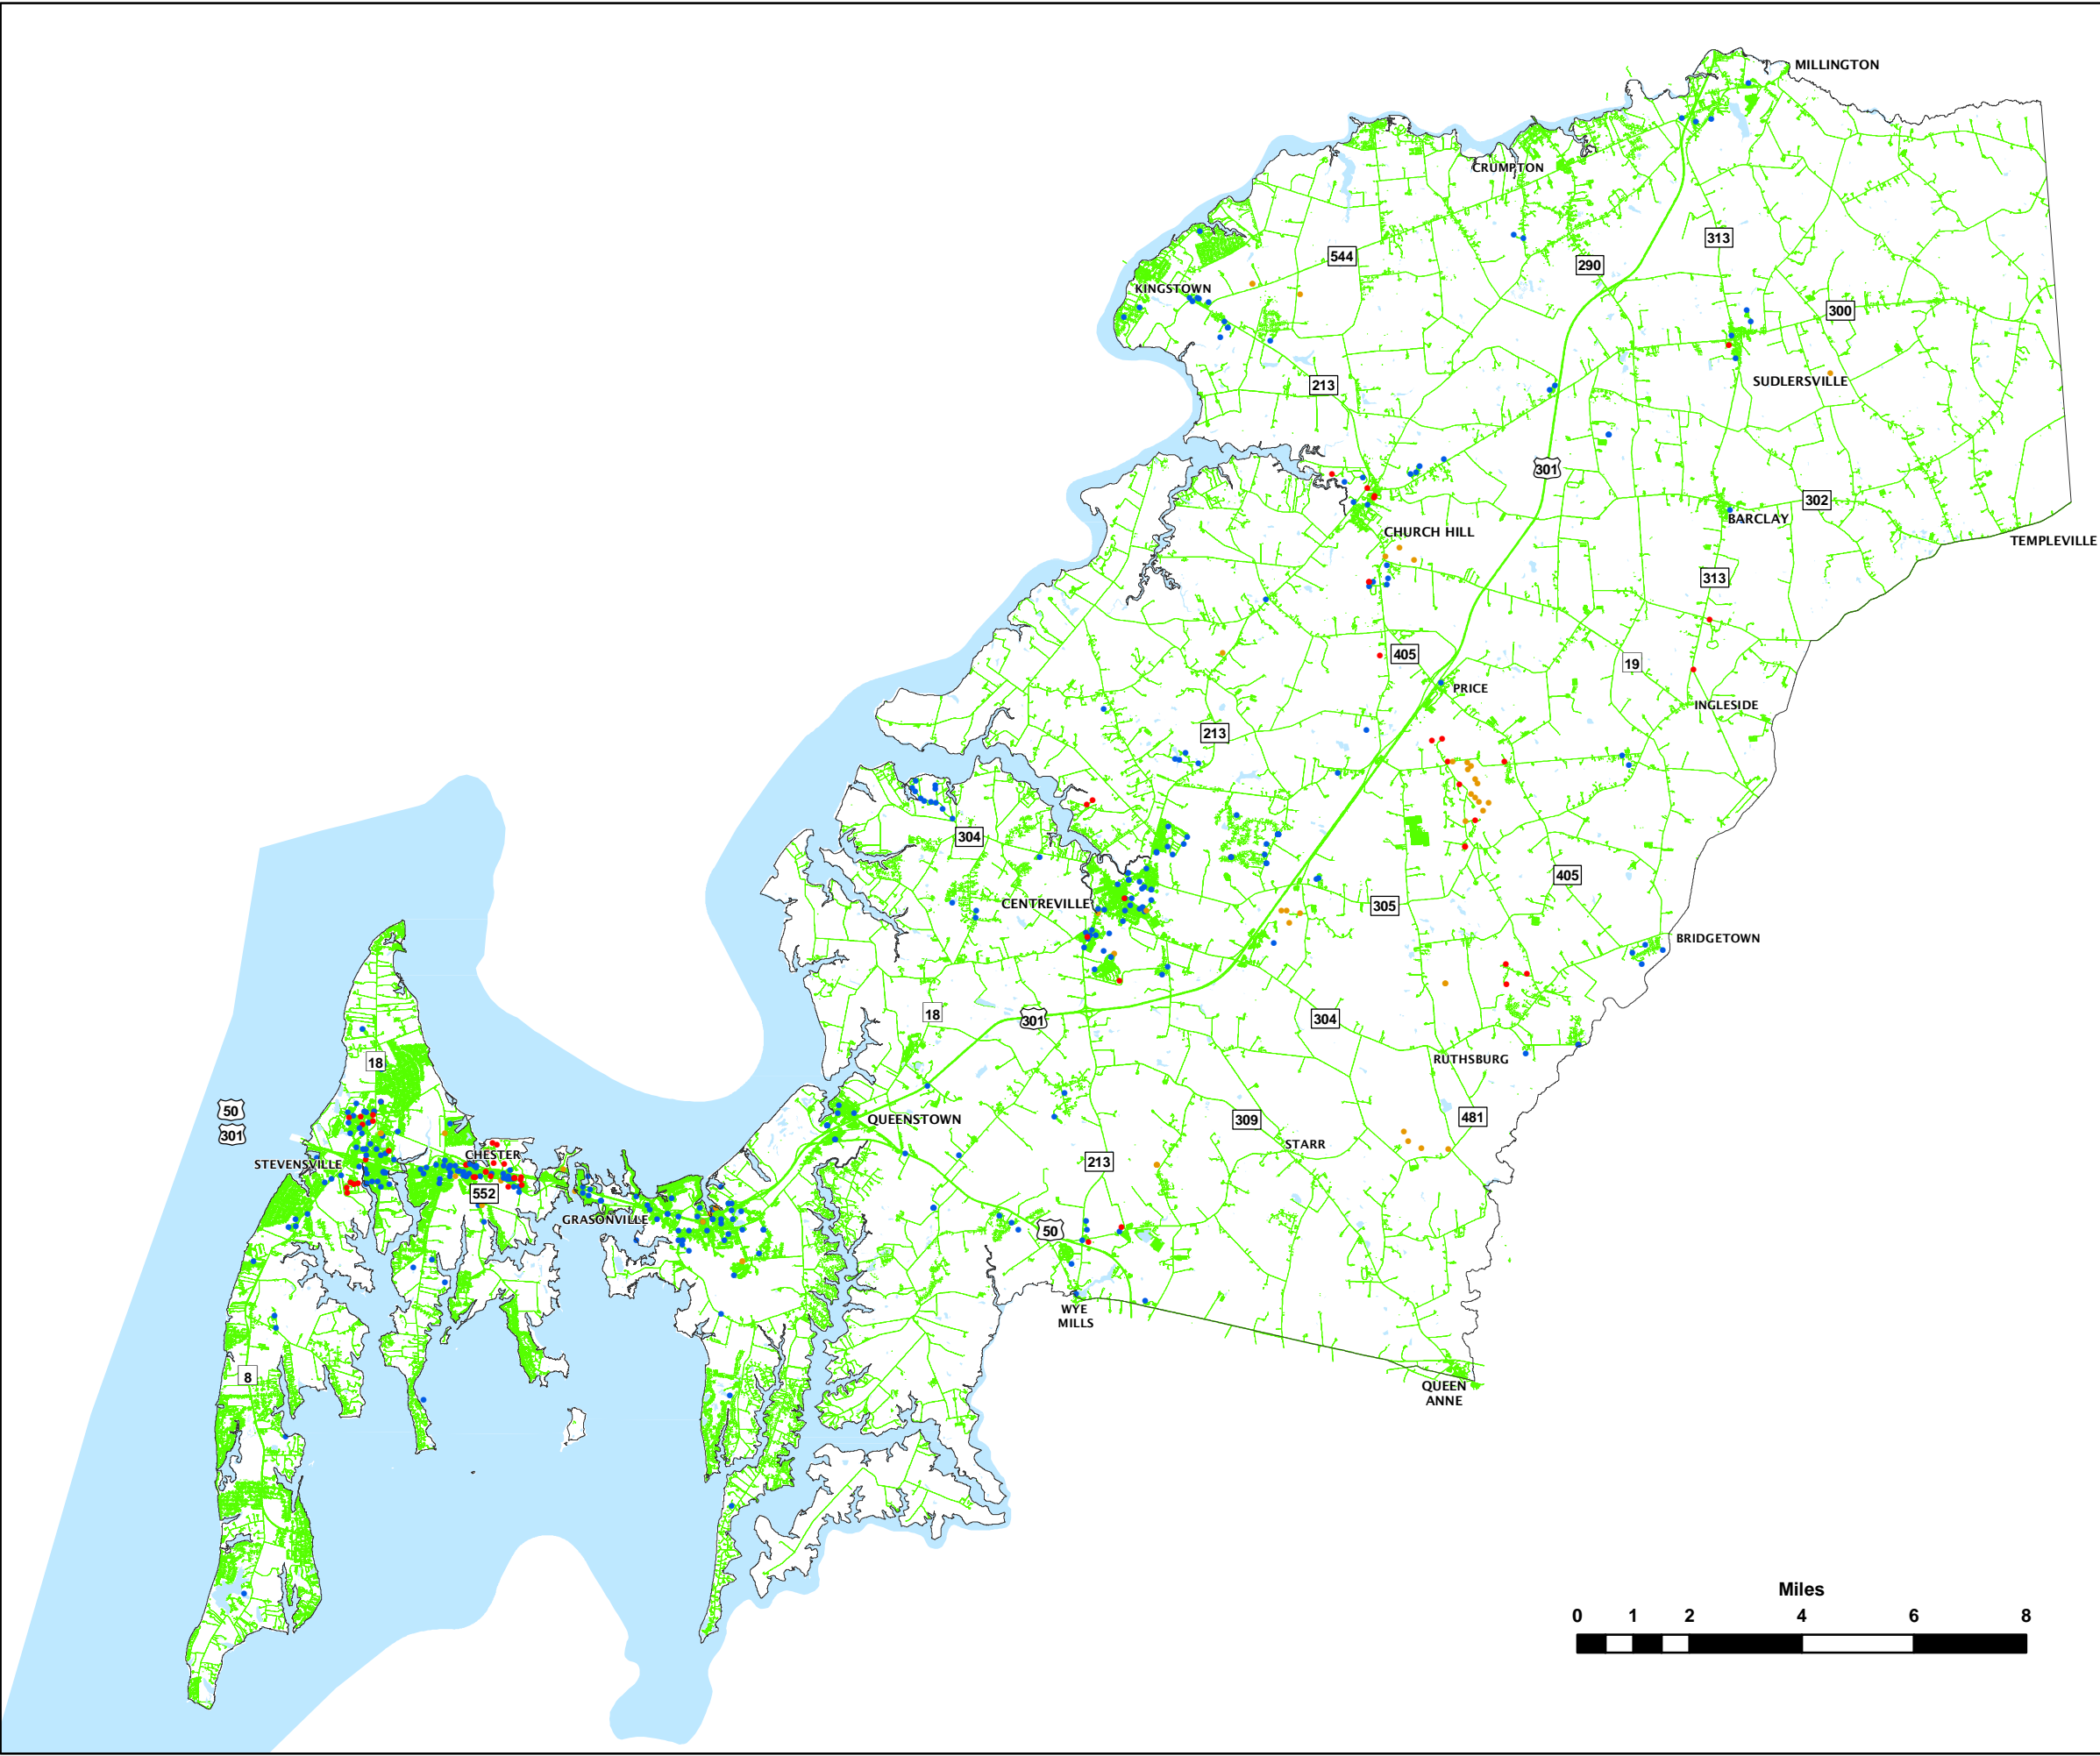 MILLINGTON
CRUMPTON
313
544
290
KINGSTOWN
300
SUDLERSVILLE
213
301
302
BARCLAY
CHURCH HILL
TEMPLEVILLE
313
405
19
PRICE
INGLESIDE
213
304
405
CENTREVILLE
305
BRIDGETOWN
18
301
304
RUTHSBURG
18
50
301
QUEENSTOWN
309
481
STARR
CHESTER
STEVENSVILLE
213
552
GRASONVILLE
50
WYE
MILLS
8
QUEEN
ANNE
Miles
0 1 2 4 6 8